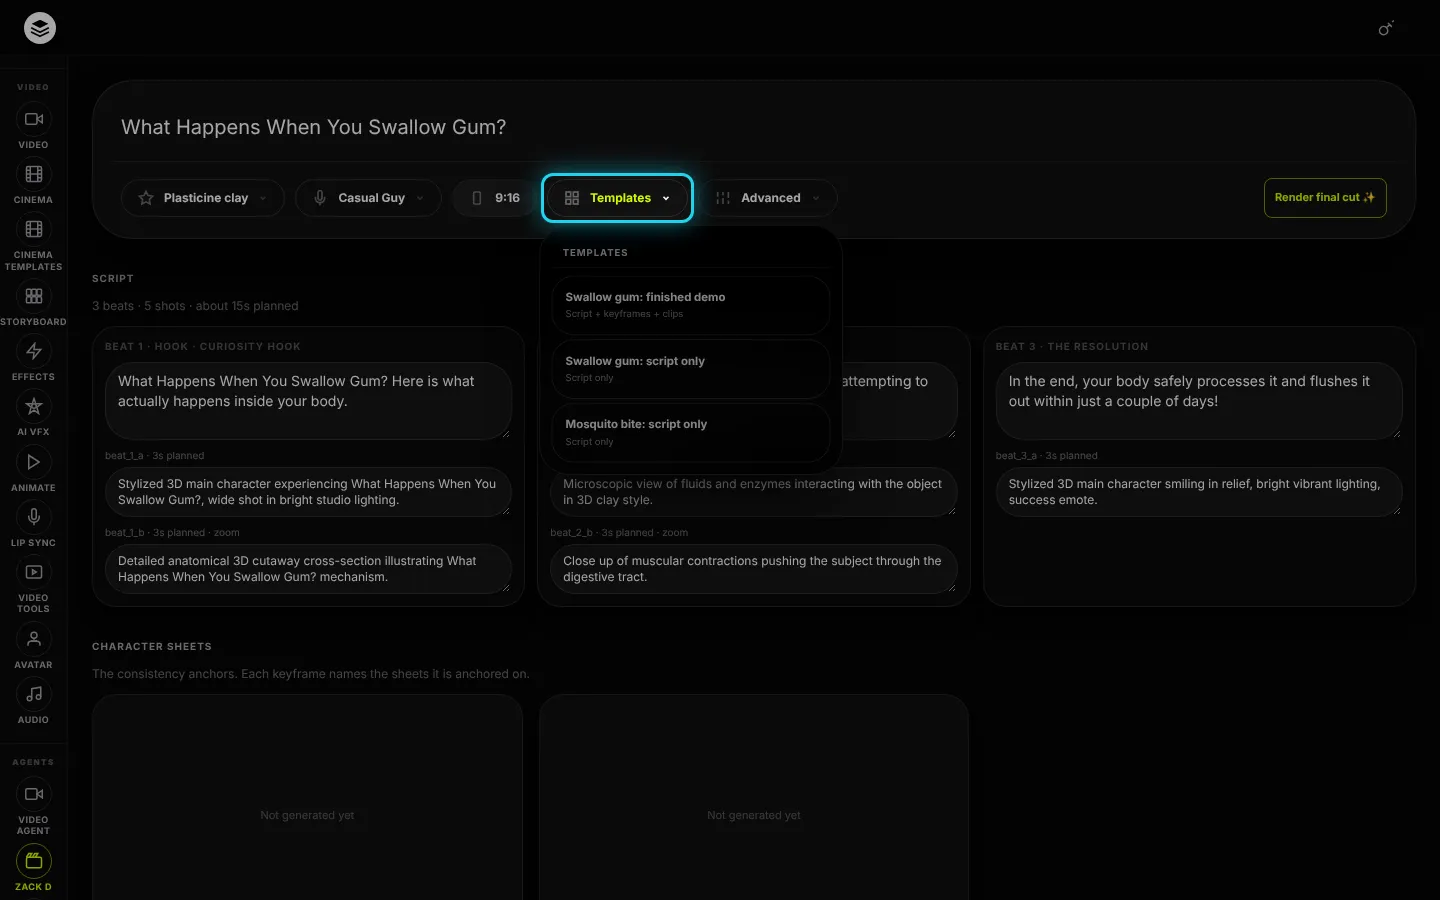 VIDEO
VIDEO
CINEMA
CINEMA
TEMPLATES
STORYBOARD
EFFECTS
AI VFX
ANIMATE
LIP SYNC
VIDEO
TOOLS
AVATAR
AUDIO
AGENTS
VIDEO
AGENT
ZACK D
What Happens When You Swallow Gum?
Plasticine clay
Casual Guy
9:16
Templates
Advanced
Render final cut ✨
TEMPLATES
Swallow gum: finished demo
Script + keyframes + clips
Swallow gum: script only
Script only
Mosquito bite: script only
Script only
SCRIPT
3 beats · 5 shots · about 15s planned
BEAT 1 · HOOK · CURIOSITY HOOK
What Happens When You Swallow Gum? Here is what
actually happens inside your body.
beat_1_a · 3s planned
Stylized 3D main character experiencing What Happens When You
Swallow Gum?, wide shot in bright studio lighting.
beat_1_b · 3s planned · zoom
Detailed anatomical 3D cutaway cross-section illustrating What
Happens When You Swallow Gum? mechanism.
attempting to
Microscopic view of fluids and enzymes interacting with the object
in 3D clay style.
beat_2_b · 3s planned · zoom
Close up of muscular contractions pushing the subject through the
digestive tract.
BEAT 3 · THE RESOLUTION
In the end, your body safely processes it and flushes it
out within just a couple of days!
beat_3_a · 3s planned
Stylized 3D main character smiling in relief, bright vibrant lighting,
success emote.
CHARACTER SHEETS
The consistency anchors. Each keyframe names the sheets it is anchored on.
Not generated yet
Not generated yet